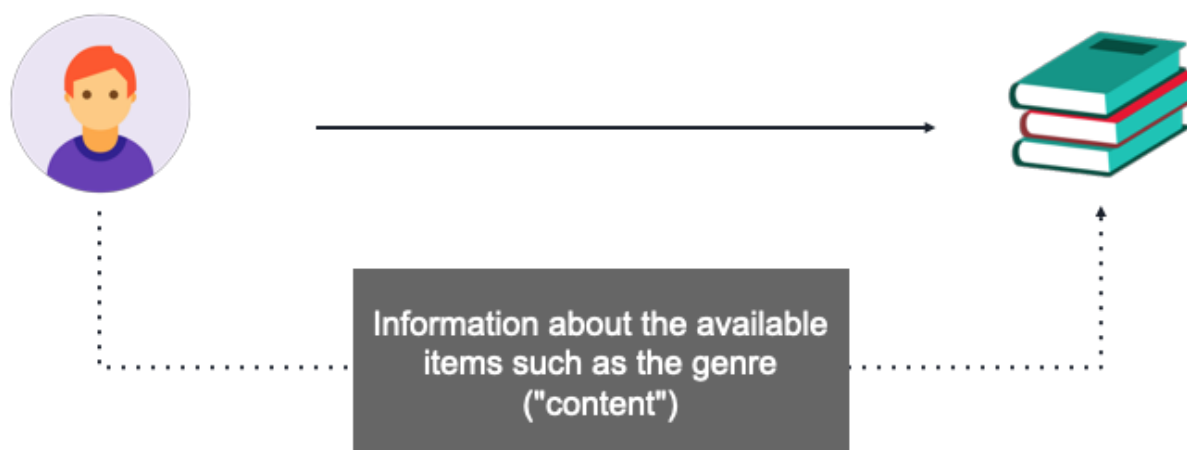 Information about the available
items such as the genre
("content")